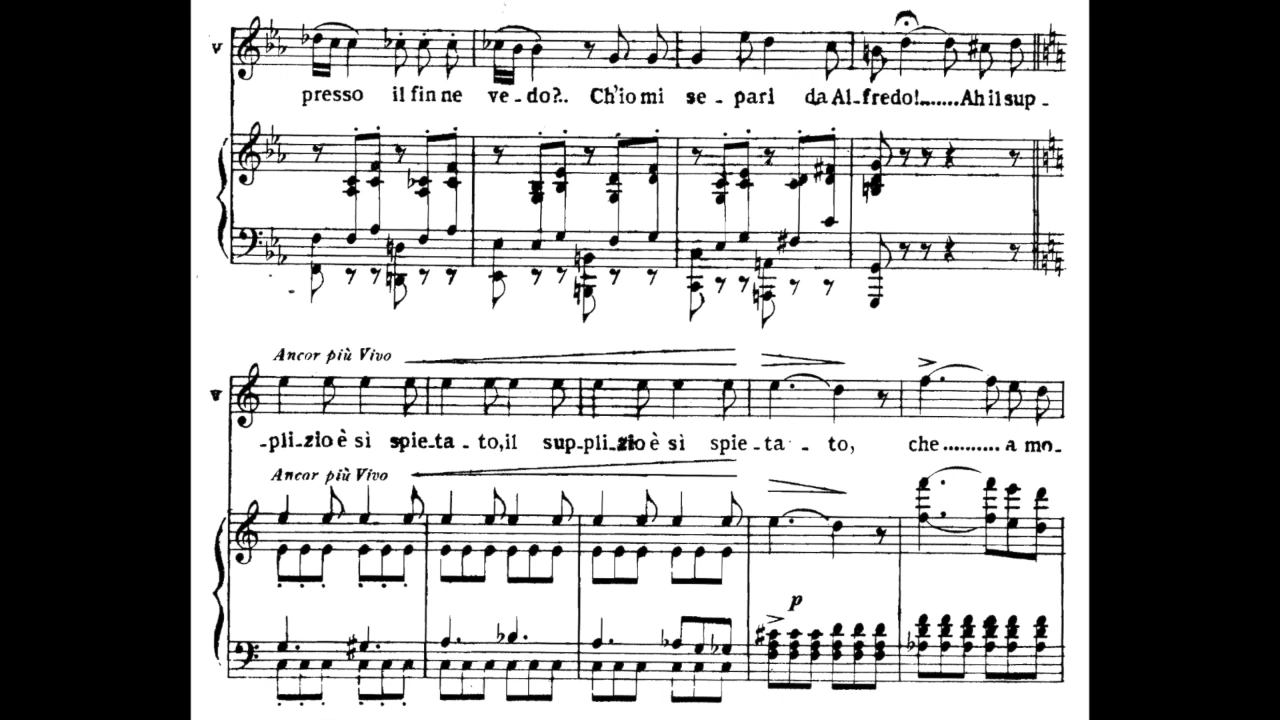 V
presso il fin ne ve - do?.. Ch'io mi se - pari da Al-fredo!.......Ah il sup -
Ancor più Vivo
V
-pli-zio è sì spie-ta - to, il sup-pli-zio è sì spie-ta - to, che.......... a mo-
Ancor più Vivo
p